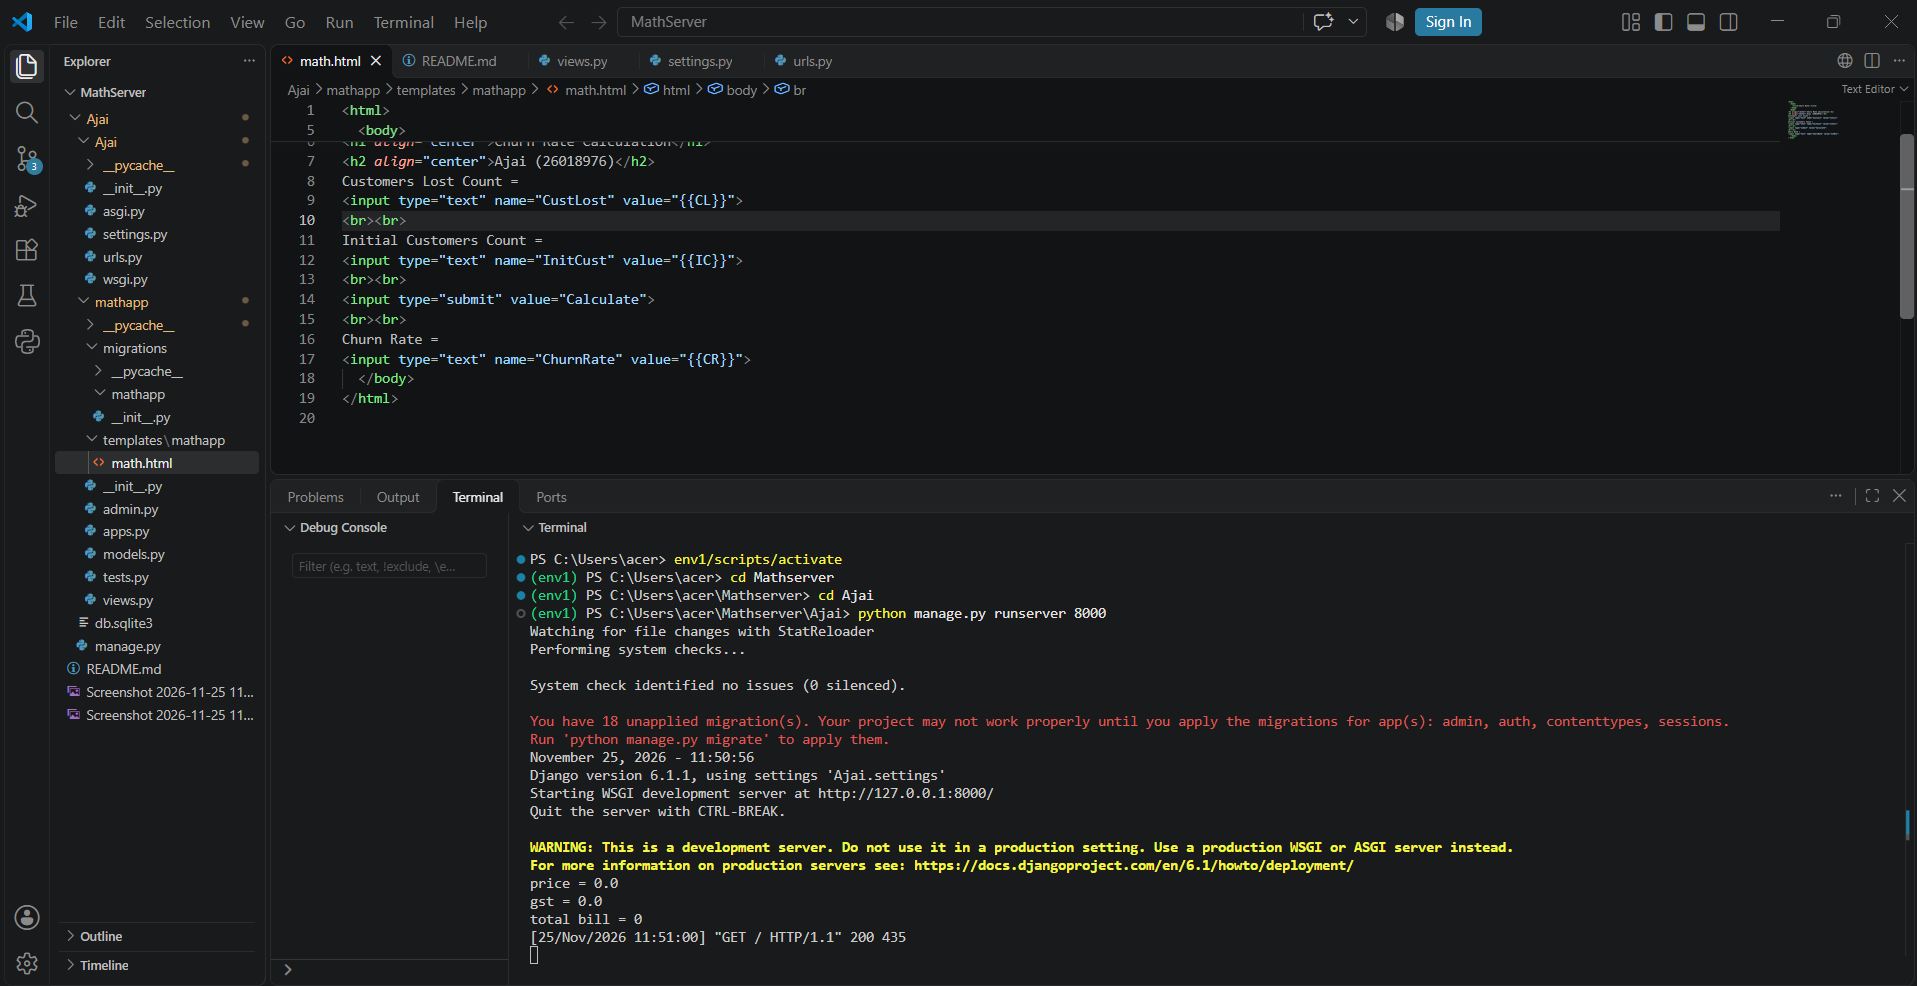 File Edit Selection View Go Run Terminal Help
MathServer
Sign In
Explorer
MathServer
Ajai
Ajai
__pycache__
__init__.py
asgi.py
settings.py
urls.py
wsgi.py
mathapp
__pycache__
migrations
__pycache__
mathapp
__init__.py
templates\mathapp
math.html
__init__.py
admin.py
apps.py
models.py
tests.py
views.py
db.sqlite3
manage.py
README.md
Screenshot 2026-11-25 11...
Screenshot 2026-11-25 11...
Outline
Timeline
3
math.html README.md views.py settings.py urls.py
Ajai > mathapp > templates > mathapp > math.html > html > body > br
Text Editor
1 <html>
5 <body>
6 <h1 align="center">Churn Rate Calculation</h1>
7 <h2 align="center">Ajai (26018976)</h2>
8 Customers Lost Count =
9 <input type="text" name="CustLost" value="{{CL}}">
10 <br><br>
11 Initial Customers Count =
12 <input type="text" name="InitCust" value="{{IC}}">
13 <br><br>
14 <input type="submit" value="Calculate">
15 <br><br>
16 Churn Rate =
17 <input type="text" name="ChurnRate" value="{{CR}}">
18 </body>
19 </html>
20
Problems Output Terminal Ports
Debug Console
Filter (e.g. text, !exclude, \e...
Terminal
PS C:\Users\acer> env1/scripts/activate
(env1) PS C:\Users\acer> cd Mathserver
(env1) PS C:\Users\acer\Mathserver> cd Ajai
(env1) PS C:\Users\acer\Mathserver\Ajai> python manage.py runserver 8000
Watching for file changes with StatReloader
Performing system checks...
System check identified no issues (0 silenced).
You have 18 unapplied migration(s). Your project may not work properly until you apply the migrations for app(s): admin, auth, contenttypes, sessions.
Run 'python manage.py migrate' to apply them.
November 25, 2026 - 11:50:56
Django version 6.1.1, using settings 'Ajai.settings'
Starting WSGI development server at http://127.0.0.1:8000/
Quit the server with CTRL-BREAK.
WARNING: This is a development server. Do not use it in a production setting. Use a production WSGI or ASGI server instead.
For more information on production servers see: https://docs.djangoproject.com/en/6.1/howto/deployment/
price = 0.0
gst = 0.0
total bill = 0
[25/Nov/2026 11:51:00] "GET / HTTP/1.1" 200 435